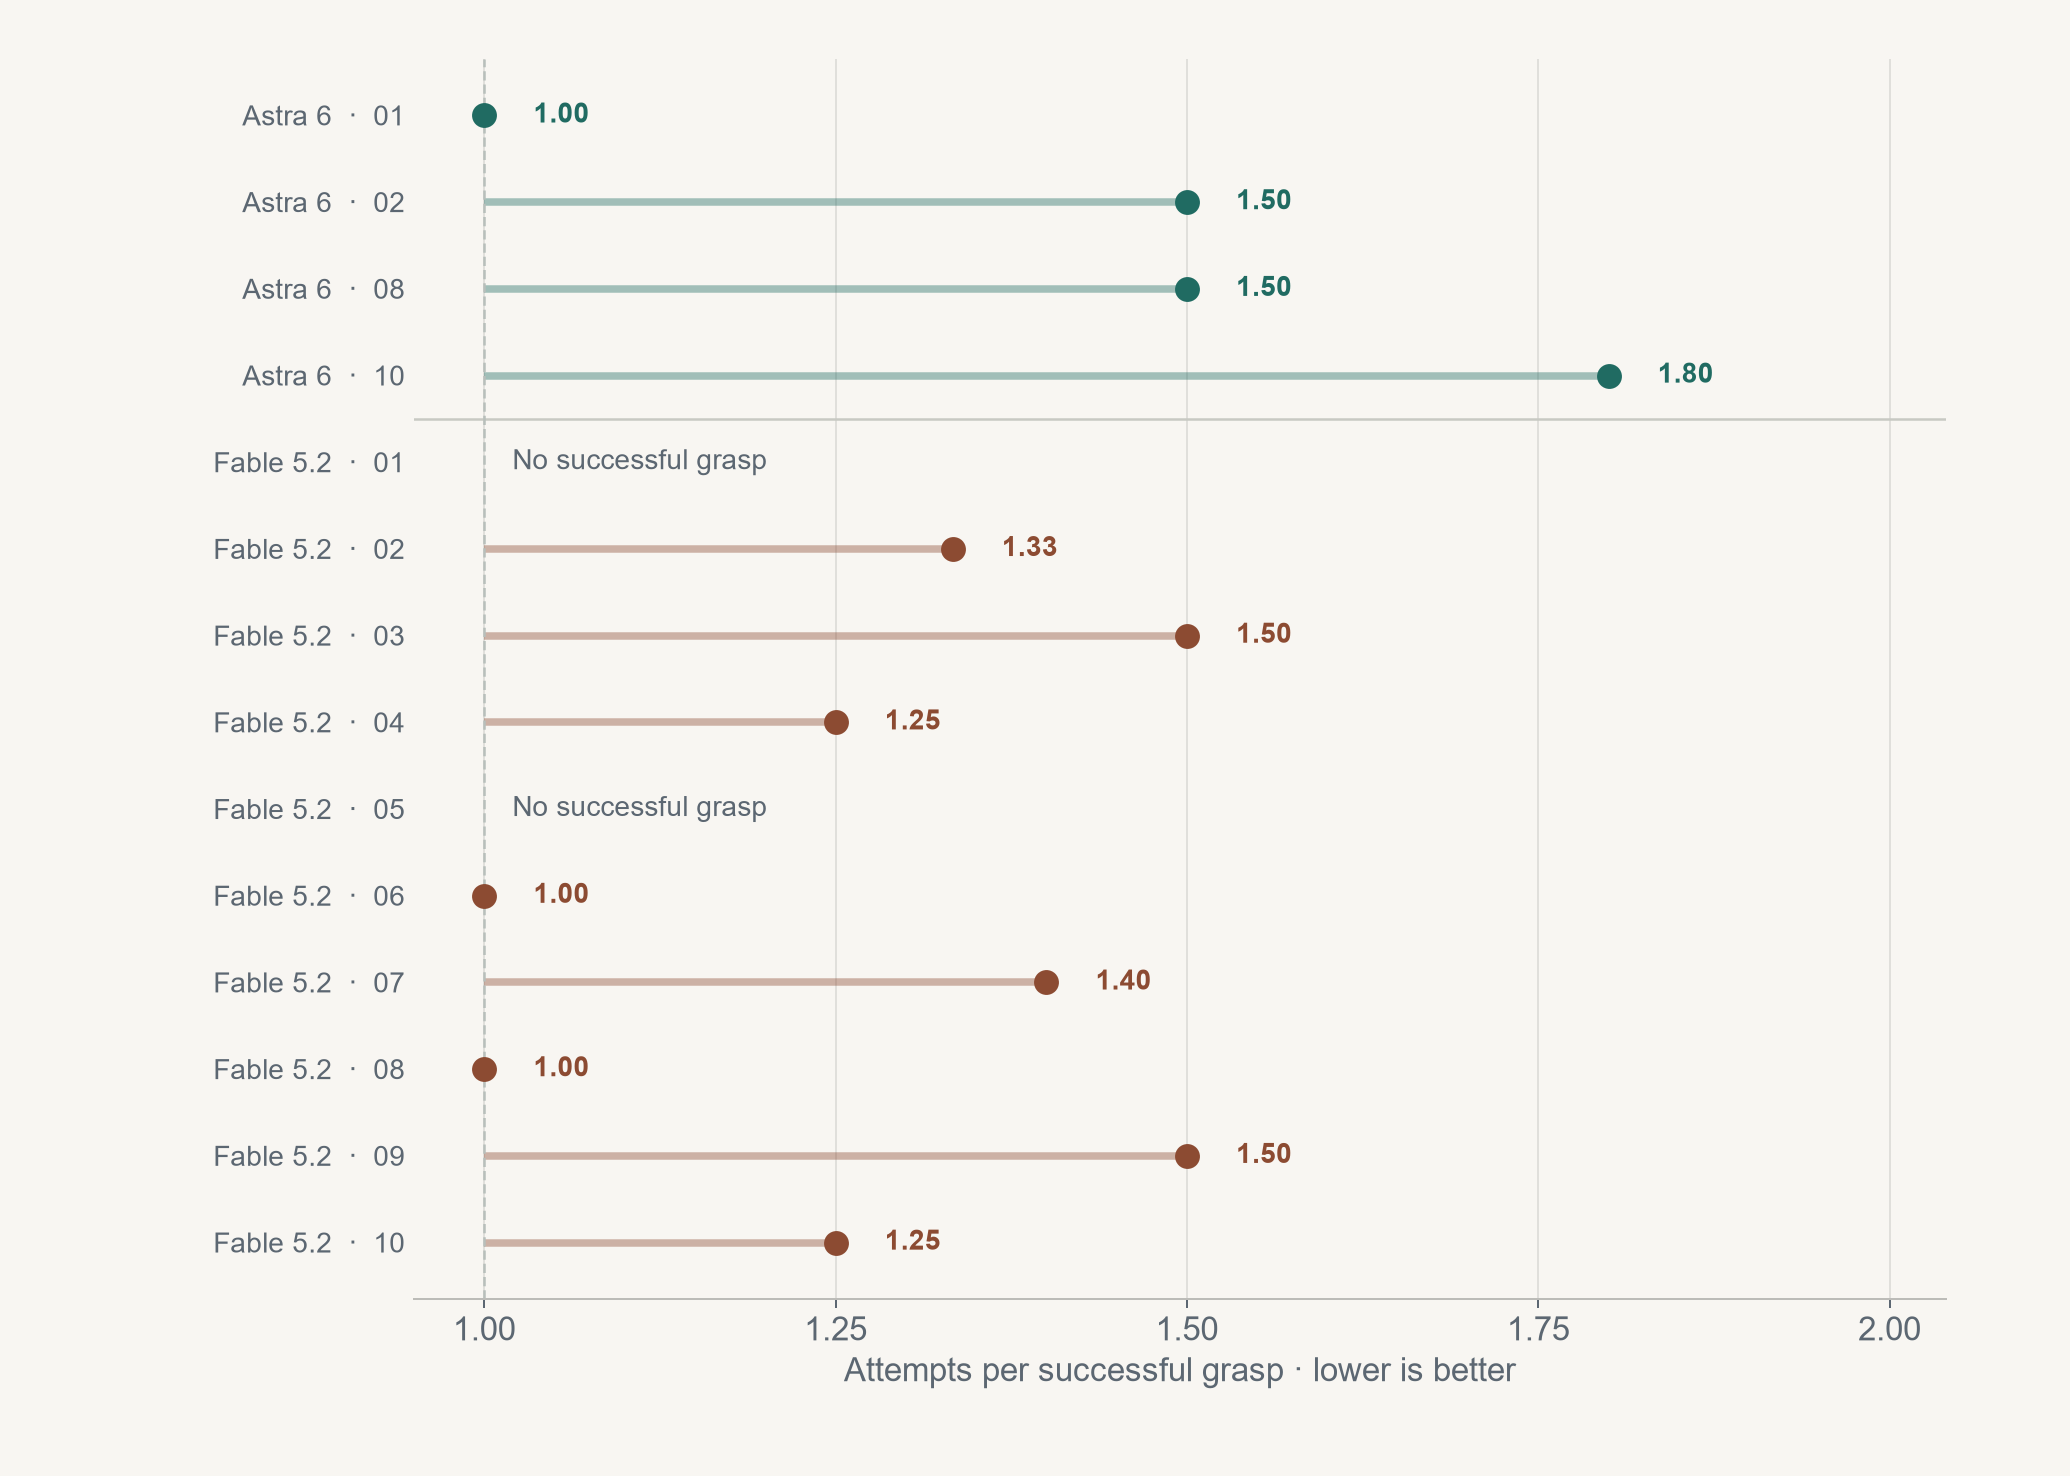 Astra 6 · 01 1.00
Astra 6 · 02 1.50
Astra 6 · 08 1.50
Astra 6 · 10 1.80
Fable 5.2 · 01 No successful grasp
Fable 5.2 · 02 1.33
Fable 5.2 · 03 1.50
Fable 5.2 · 04 1.25
Fable 5.2 · 05 No successful grasp
Fable 5.2 · 06 1.00
Fable 5.2 · 07 1.40
Fable 5.2 · 08 1.00
Fable 5.2 · 09 1.50
Fable 5.2 · 10 1.25
1.00 1.25 1.50 1.75 2.00
Attempts per successful grasp · lower is better